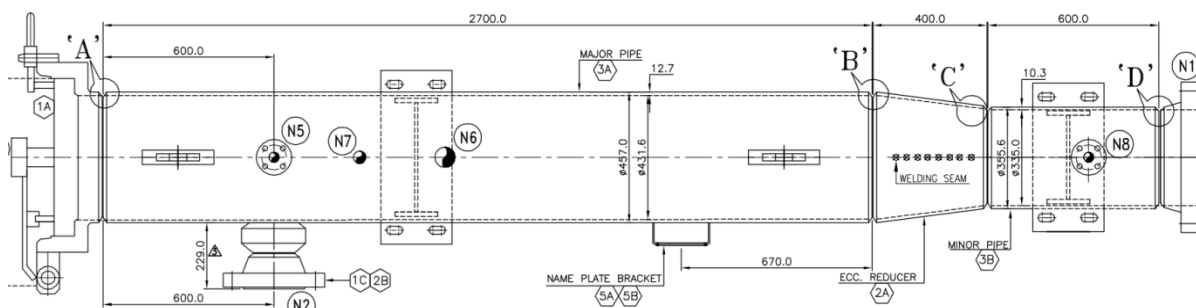 2700.0
400.0
600.0
'A'
600.0
MAJOR PIPE
3A
12.7
'B'
'C'
10.3
'D'
N1
1A
N5
N7
N6
ø457.0
ø431.6
WELDING SEAM
ø355.6
ø335.0
N8
229.0
3
600.0
N2
1C 2B
NAME PLATE BRACKET
5A 5B
670.0
ECC. REDUCER
2A
MINOR PIPE
3B